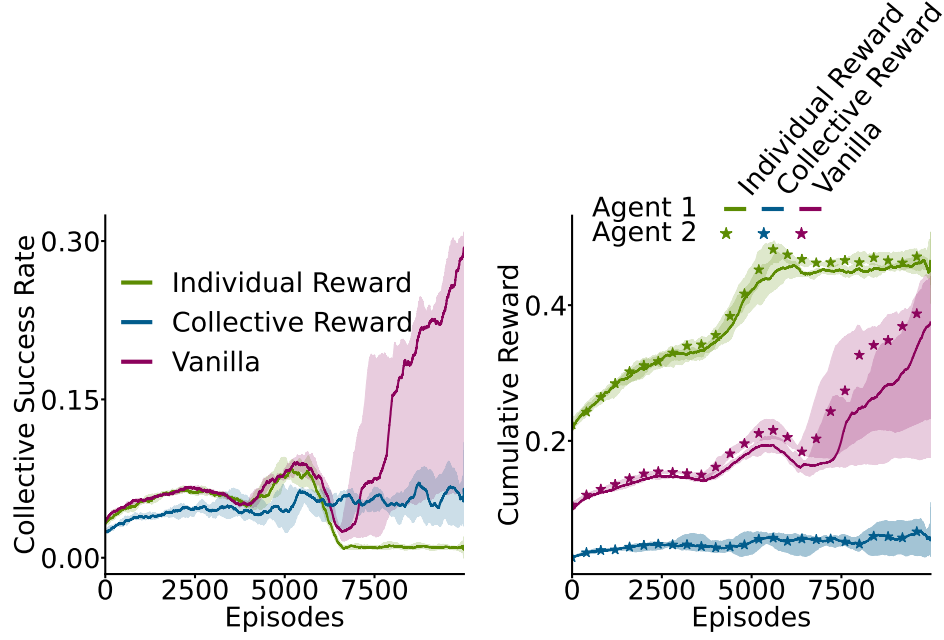 Individual Reward
Collective Reward
Vanilla
Agent 1
Agent 2
Collective Success Rate
0.30
0.15
0.00
Individual Reward
Collective Reward
Vanilla
0
2500
5000
7500
Episodes
Cumulative Reward
0.4
0.2
0
2500
5000
7500
Episodes